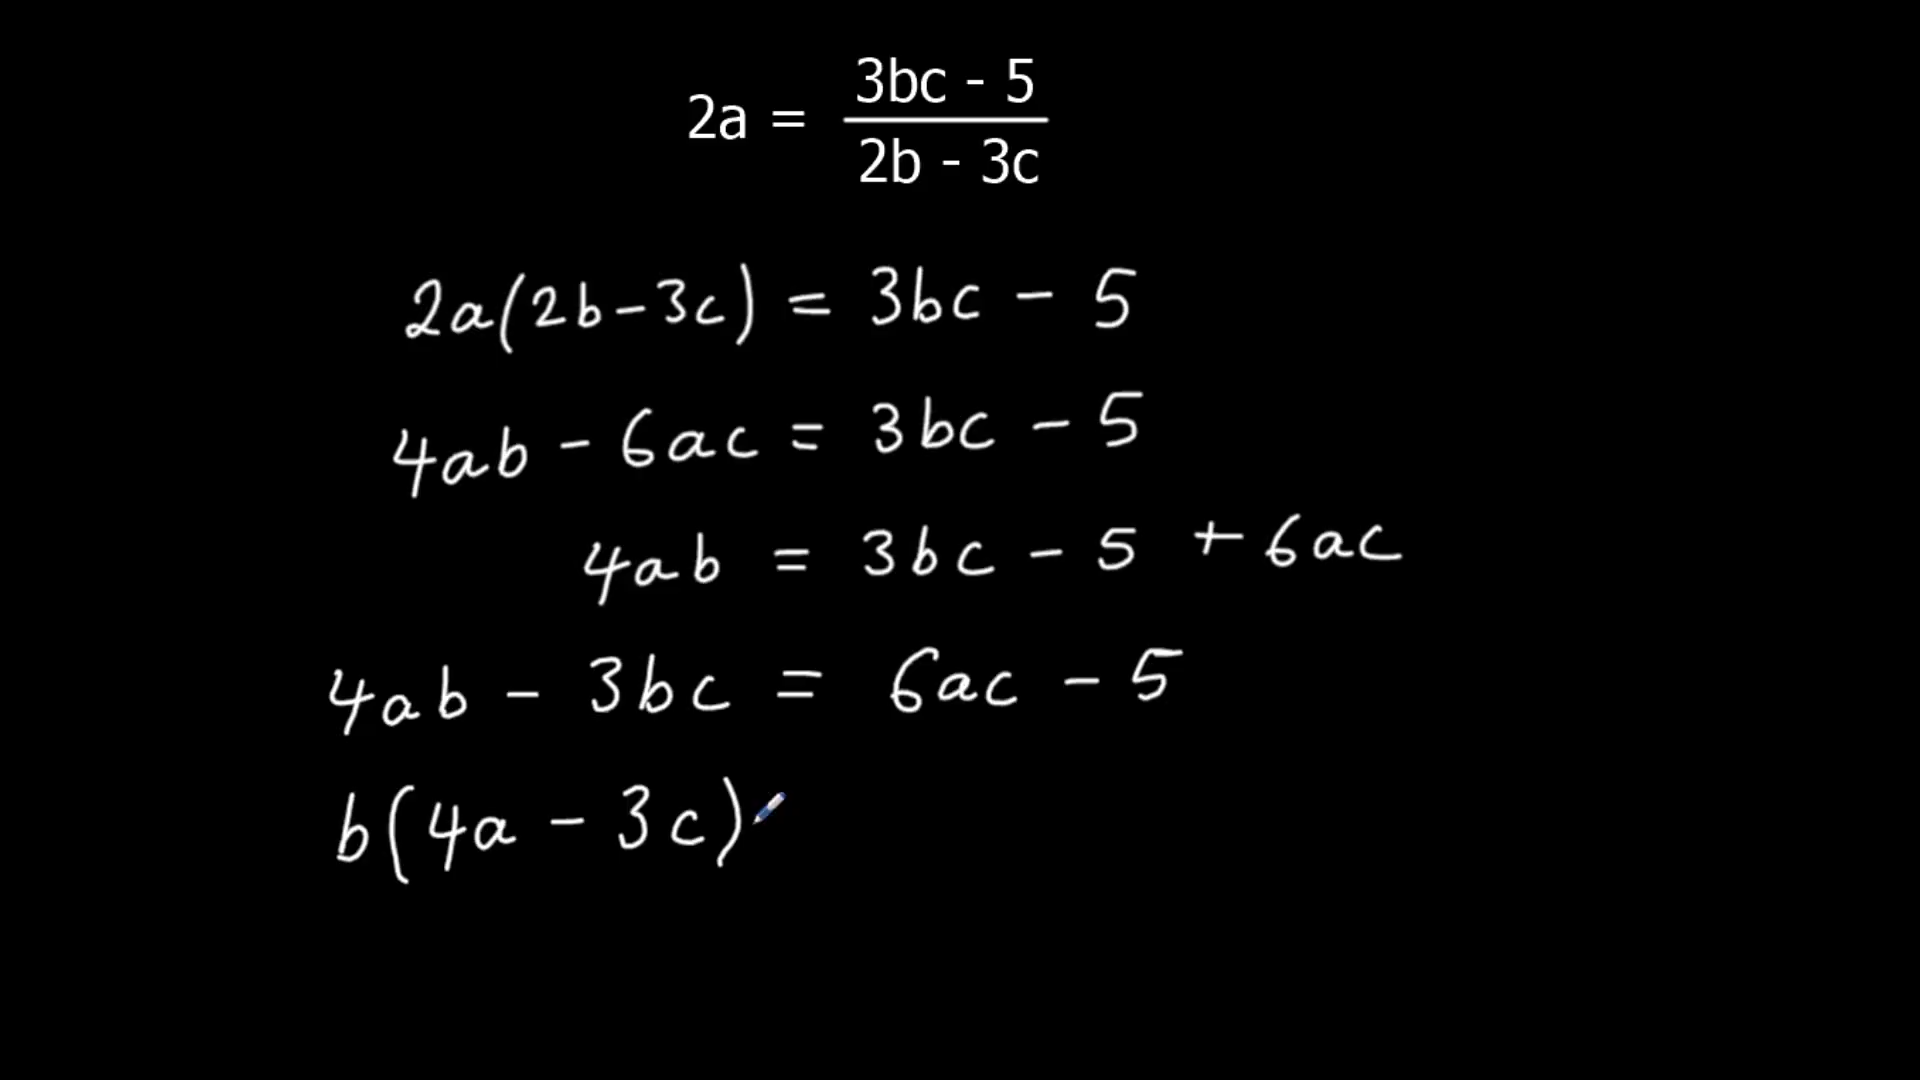 2a = 3bc - 5
2b - 3c
2a(2b-3c) = 3bc - 5
4ab - 6ac = 3bc - 5
4ab = 3bc - 5 + 6ac
4ab - 3bc = 6ac - 5
b(4a - 3c)